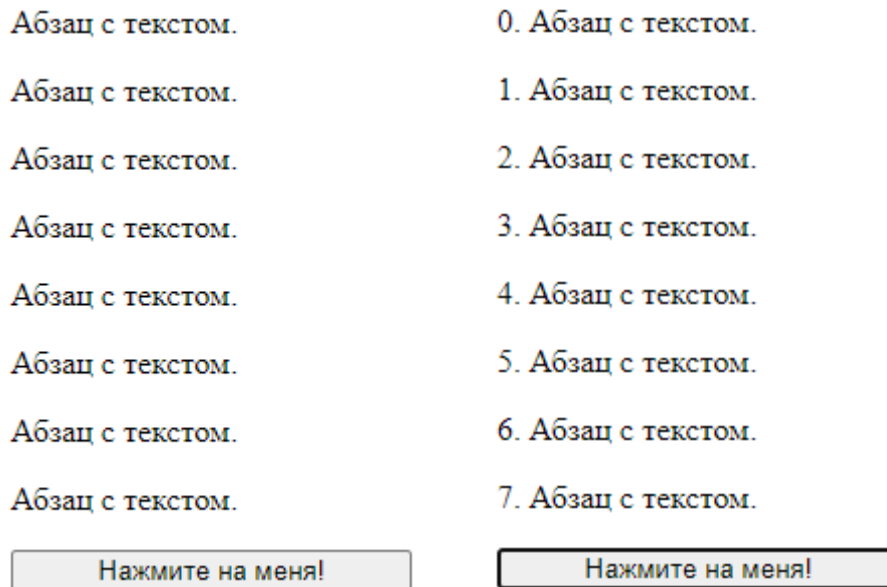 Абзац с текстом.
Абзац с текстом.
Абзац с текстом.
Абзац с текстом.
Абзац с текстом.
Абзац с текстом.
Абзац с текстом.
Абзац с текстом.
Нажмите на меня!
0. Абзац с текстом.
1. Абзац с текстом.
2. Абзац с текстом.
3. Абзац с текстом.
4. Абзац с текстом.
5. Абзац с текстом.
6. Абзац с текстом.
7. Абзац с текстом.
Нажмите на меня!